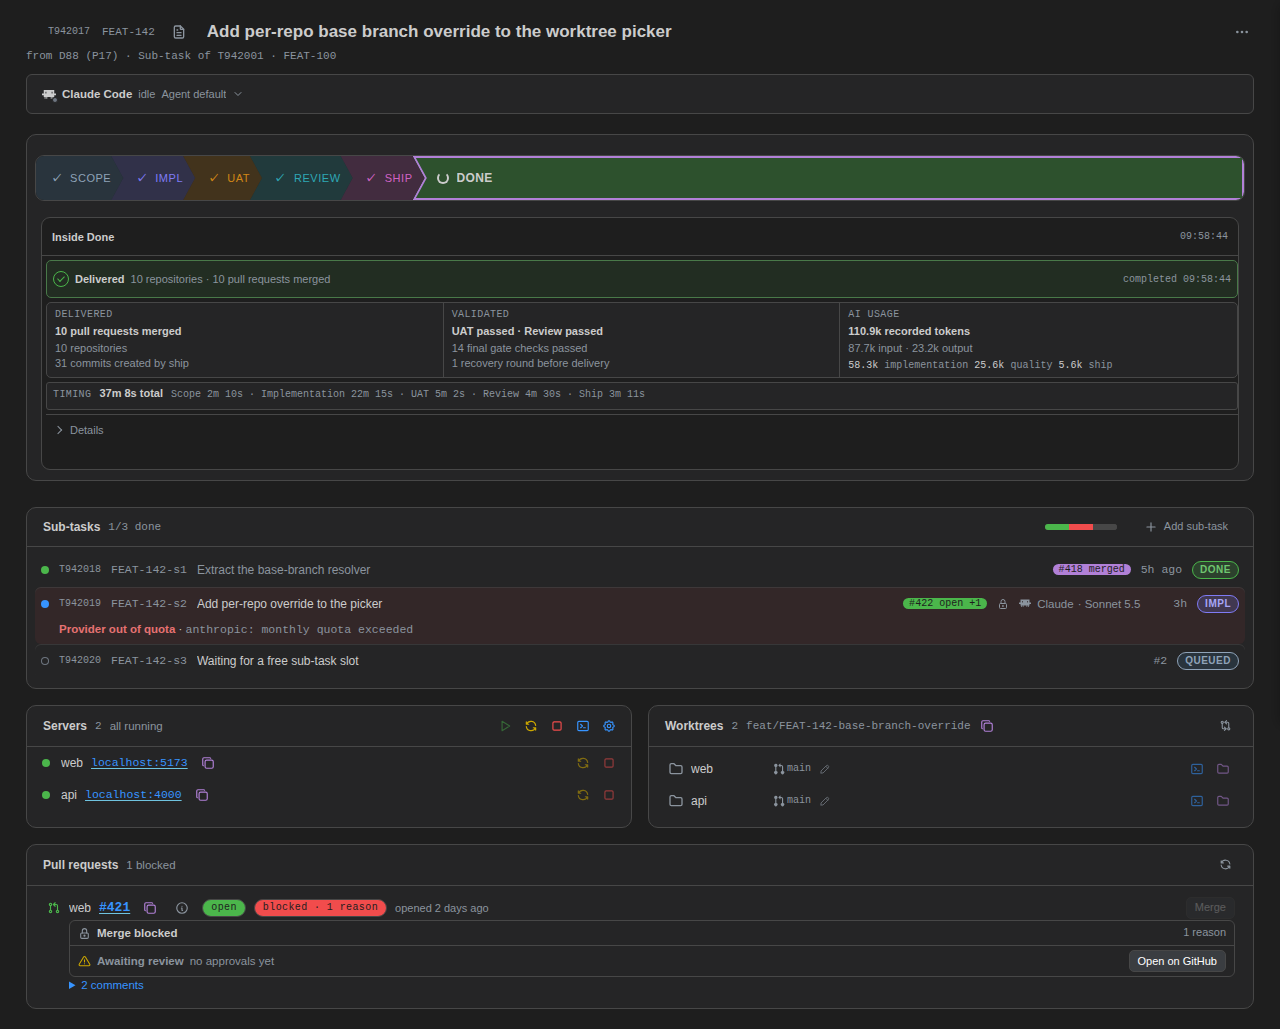 T942017 FEAT-142 Add per-repo base branch override to the worktree picker
from D88 (P17) · Sub-task of T942001 · FEAT-100
Claude Code idle Agent default
SCOPE IMPL UAT REVIEW SHIP DONE
Inside Done 09:58:44
Delivered 10 repositories · 10 pull requests merged completed 09:58:44
DELIVERED
10 pull requests merged
10 repositories
31 commits created by ship
VALIDATED
UAT passed · Review passed
14 final gate checks passed
1 recovery round before delivery
AI USAGE
110.9k recorded tokens
87.7k input · 23.2k output
58.3k implementation 25.6k quality 5.6k ship
TIMING 37m 8s total Scope 2m 10s · Implementation 22m 15s · UAT 5m 2s · Review 4m 30s · Ship 3m 11s
Details
Sub-tasks 1/3 done Add sub-task
T942018 FEAT-142-s1 Extract the base-branch resolver #418 merged 5h ago DONE
T942019 FEAT-142-s2 Add per-repo override to the picker #422 open +1 Claude · Sonnet 5.5 3h IMPL
Provider out of quota · anthropic: monthly quota exceeded
T942020 FEAT-142-s3 Waiting for a free sub-task slot #2 QUEUED
Servers 2 all running
web localhost:5173
api localhost:4000
Worktrees 2 feat/FEAT-142-base-branch-override
web main
api main
Pull requests 1 blocked
web #421 open blocked · 1 reason opened 2 days ago Merge
Merge blocked 1 reason
Awaiting review no approvals yet Open on GitHub
2 comments